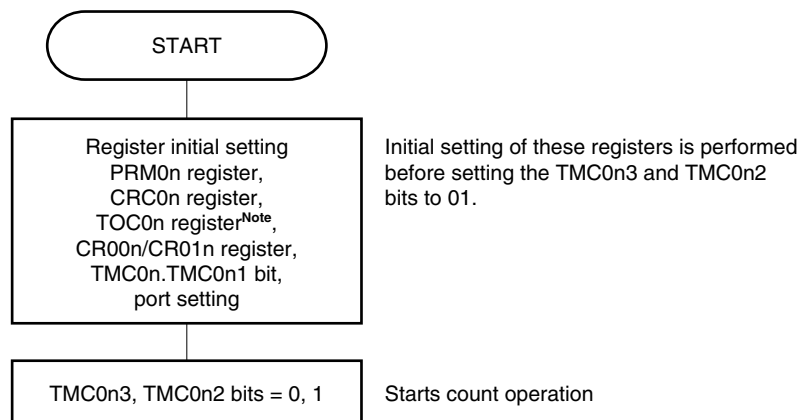 START
Register initial setting
PRM0n register,
CRC0n register,
TOC0n registerNote,
CR00n/CR01n register,
TMC0n.TMC0n1 bit,
port setting
Initial setting of these registers is performed
before setting the TMC0n3 and TMC0n2
bits to 01.
TMC0n3, TMC0n2 bits = 0, 1
Starts count operation